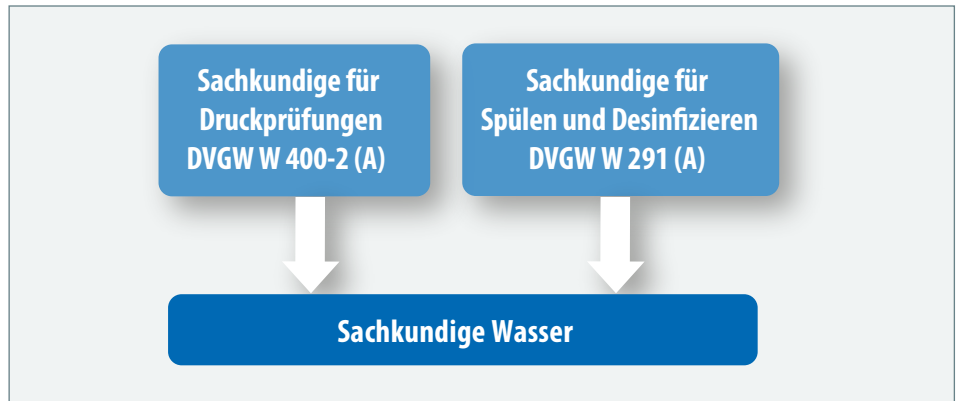 Sachkundige für
Druckprüfungen
DVGW W 400-2 (A)
Sachkundige für
Spülen und Desinfizieren
DVGW W 291 (A)
Sachkundige Wasser